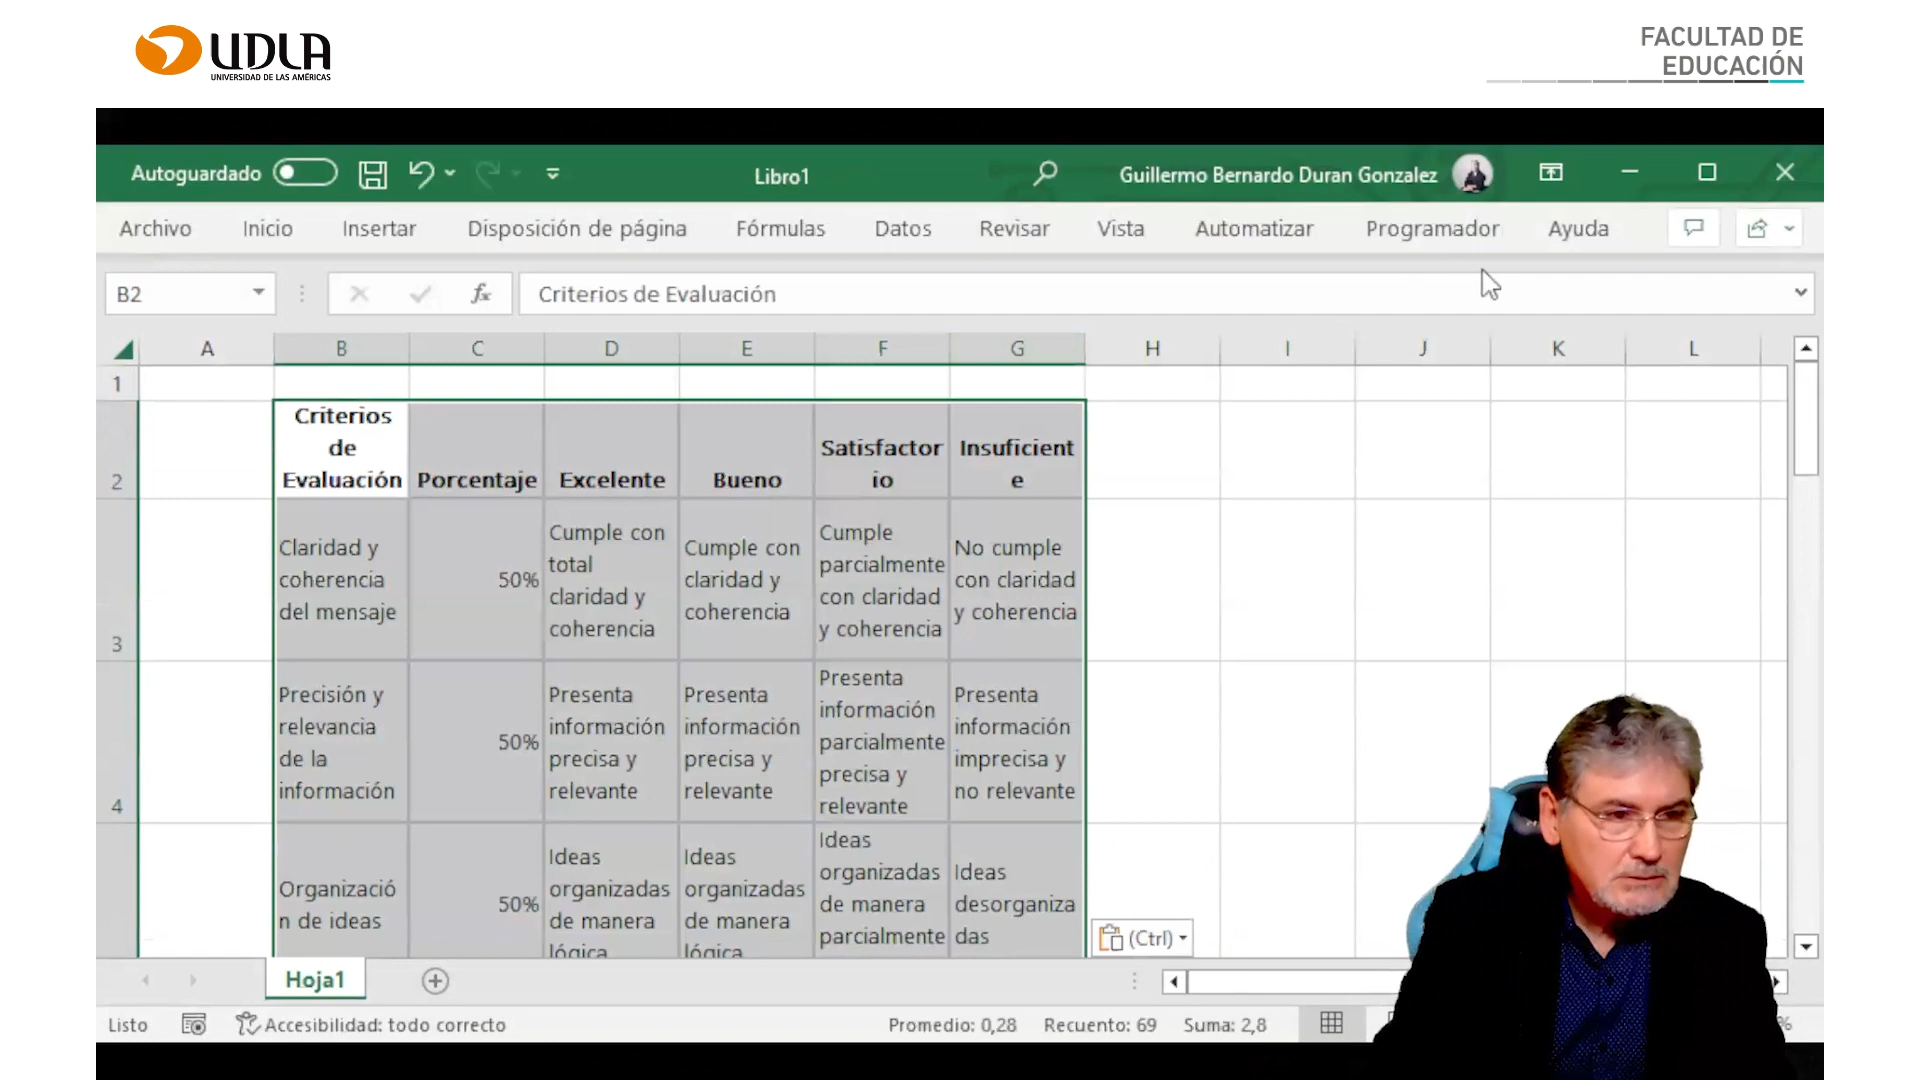 UDLA
UNIVERSIDAD DE LAS AMÉRICAS
FACULTAD DE
EDUCACIÓN
Autoguardado
Libro1
Guillermo Bernardo Duran Gonzalez
Archivo Inicio Insertar Disposición de página Fórmulas Datos Revisar Vista Automatizar Programador Ayuda
B2
fx
Criterios de Evaluación
A B C D E F G H I J K L
1
Criterios
de
Evaluación
Porcentaje
Excelente
Bueno
Satisfactor
io
Insuficient
e
2
Claridad y
coherencia
del mensaje
50%
Cumple con
total
claridad y
coherencia
Cumple con
claridad y
coherencia
Cumple
parcialmente
con claridad
y coherencia
No cumple
con claridad
y coherencia
3
Precisión y
relevancia
de la
información
50%
Presenta
información
precisa y
relevante
Presenta
información
precisa y
relevante
Presenta
información
parcialmente
precisa y
relevante
Presenta
información
imprecisa y
no relevante
4
Organizació
n de ideas
50%
Ideas
organizadas
de manera
lógica
Ideas
organizadas
de manera
lógica
Ideas
organizadas
de manera
parcialmente
Ideas
desorganiza
das
(Ctrl)
Hoja1
Listo
Accesibilidad: todo correcto
Promedio: 0,28
Recuento: 69
Suma: 2,8
%